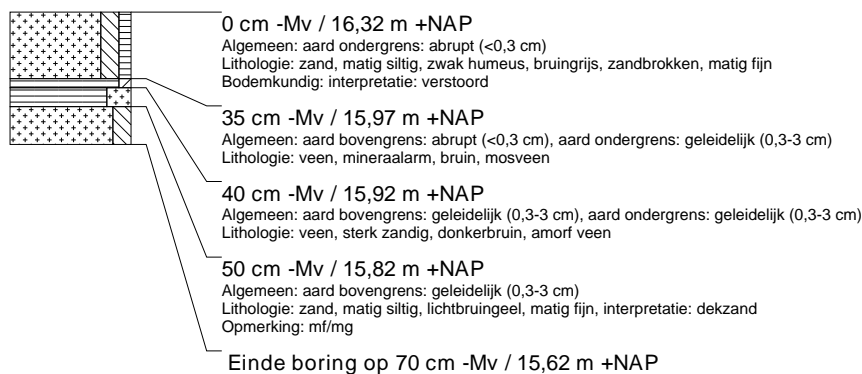 0 cm -Mv / 16,32 m +NAP
Algemeen: aard ondergrens: abrupt (<0,3 cm)
Lithologie: zand, matig siltig, zwak humeus, bruingrijs, zandbrokken, matig fijn
Bodemkundig: interpretatie: verstoord
35 cm -Mv / 15,97 m +NAP
Algemeen: aard bovengrens: abrupt (<0,3 cm), aard ondergrens: geleidelijk (0,3-3 cm)
Lithologie: veen, mineraalarm, bruin, mosveen
40 cm -Mv / 15,92 m +NAP
Algemeen: aard bovengrens: geleidelijk (0,3-3 cm), aard ondergrens: geleidelijk (0,3-3 cm)
Lithologie: veen, sterk zandig, donkerbruin, amorf veen
50 cm -Mv / 15,82 m +NAP
Algemeen: aard bovengrens: geleidelijk (0,3-3 cm)
Lithologie: zand, matig siltig, lichtbruingeel, matig fijn, interpretatie: dekzand
Opmerking: mf/mg
Einde boring op 70 cm -Mv / 15,62 m +NAP